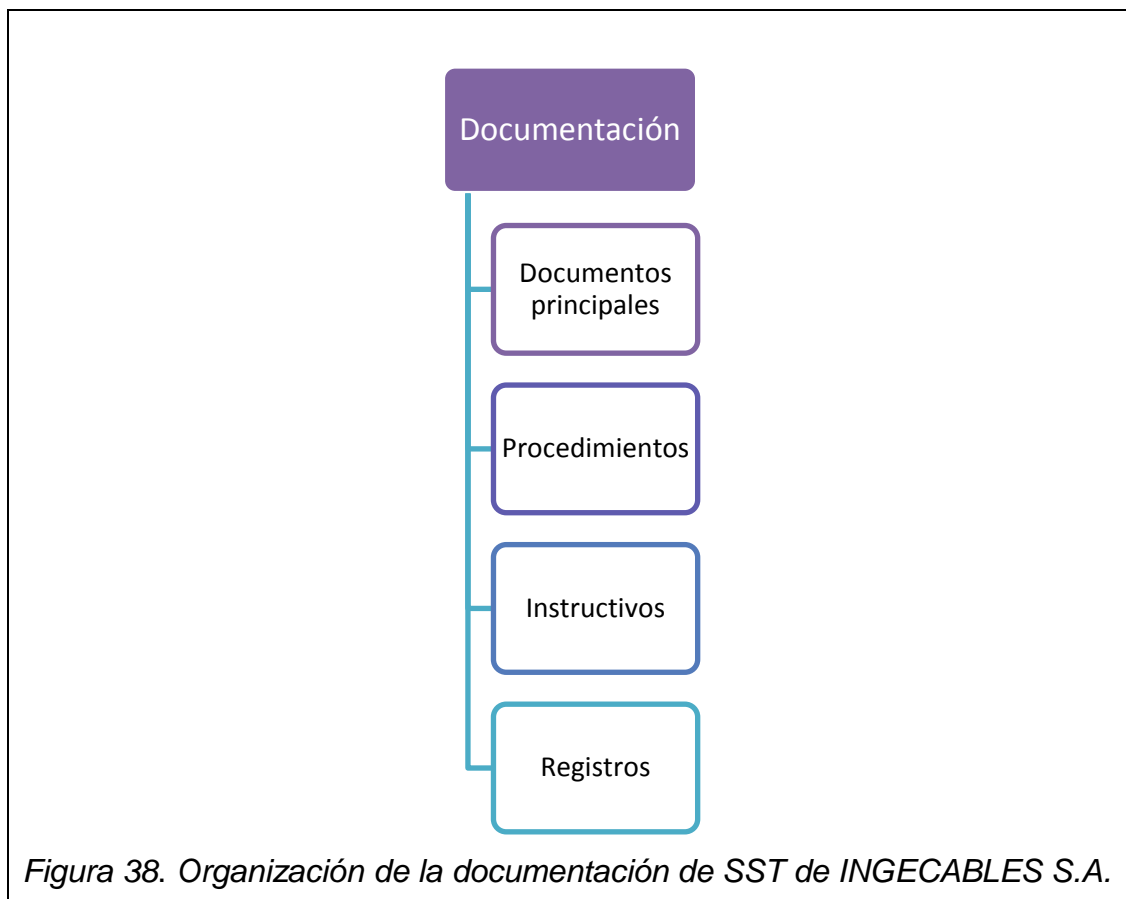 Documentación
Documentos
principales
Procedimientos
Instructivos
Registros
Figura 38. Organización de la documentación de SST de INGECABLES S.A.